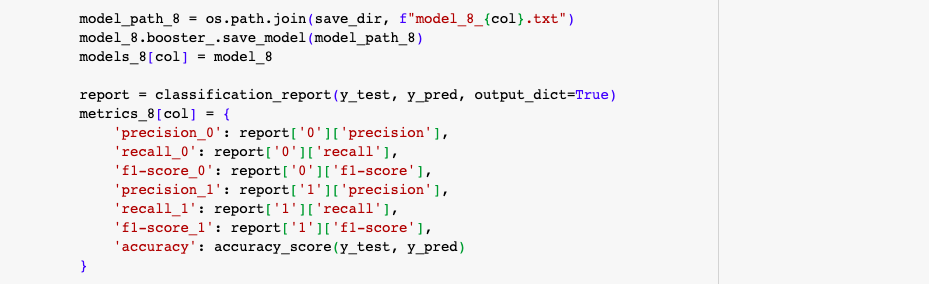 model_path_8 = os.path.join(save_dir, f"model_8_{col}.txt")
model_8.booster_.save_model(model_path_8)
models_8[col] = model_8
report = classification_report(y_test, y_pred, output_dict=True)
metrics_8[col] = {
    'precision_0': report['0']['precision'],
    'recall_0': report['0']['recall'],
    'f1-score_0': report['0']['f1-score'],
    'precision_1': report['1']['precision'],
    'recall_1': report['1']['recall'],
    'f1-score_1': report['1']['f1-score'],
    'accuracy': accuracy_score(y_test, y_pred)
}